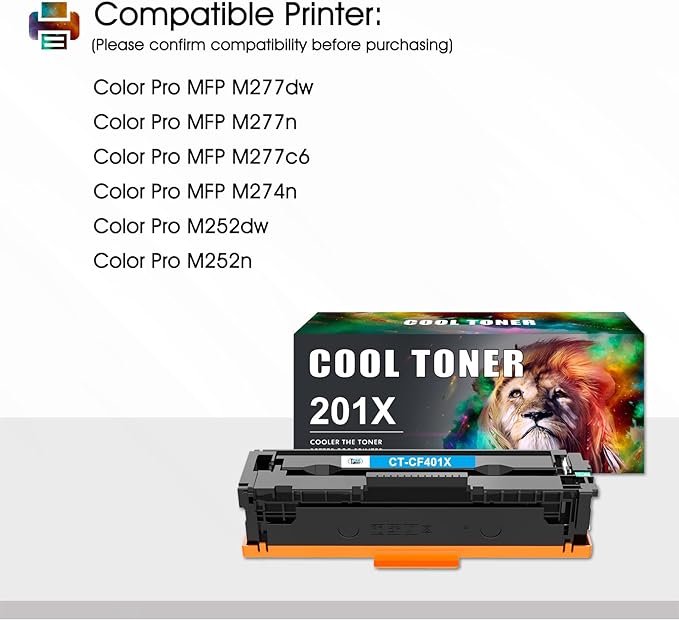 Compatible Printer:
(Please confirm compatibility before purchasing)
Color Pro MFP M277dw
Color Pro MFP M277n
Color Pro MFP M277c6
Color Pro MFP M274n
Color Pro M252dw
Color Pro M252n
COOL TONER
COOL TONER
201X
COOLER THE TONER
CT-CF401X